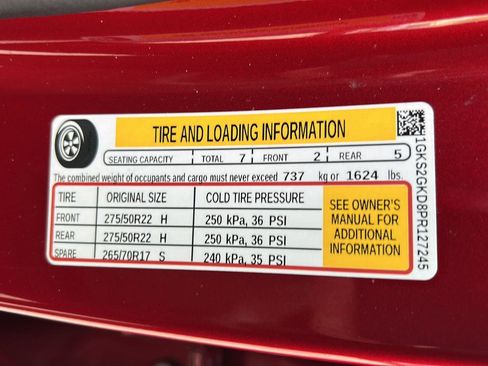 TIRE AND LOADING INFORMATION
SEATING CAPACITY TOTAL 7 FRONT 2 REAR 5
The combined weight of occupants and cargo must never exceed 737 kg or 1624 lbs.
TIRE ORIGINAL SIZE COLD TIRE PRESSURE
FRONT 275/50R22 H 250 kPa, 36 PSI
REAR 275/50R22 H 250 kPa, 36 PSI
SPARE 265/70R17 S 240 kPa, 35 PSI
SEE OWNER'S
MANUAL FOR
ADDITIONAL
INFORMATION
1GKS2GKD8PR127245